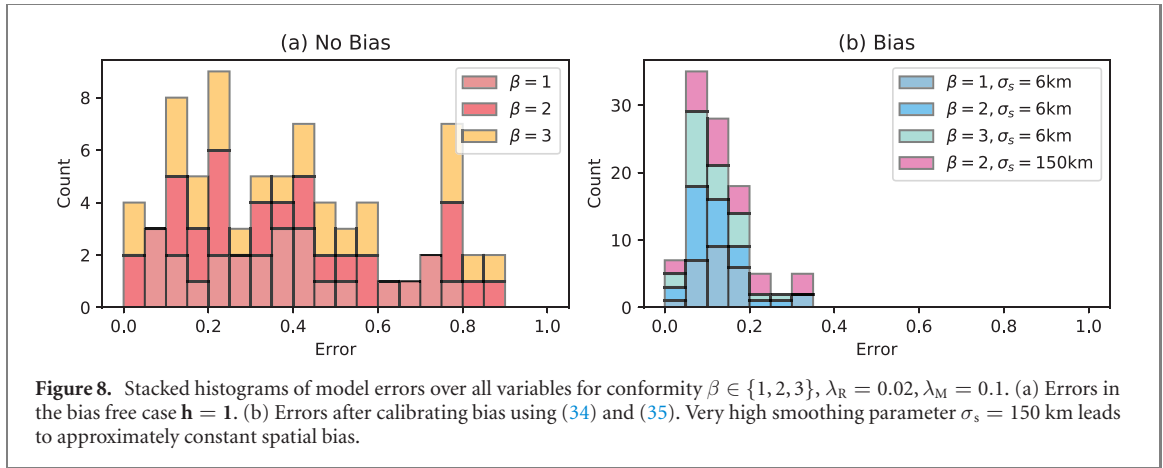 (a) No Bias
(b) Bias
β = 1
β = 2
β = 3
β = 1, σs = 6km
β = 2, σs = 6km
β = 3, σs = 6km
β = 2, σs = 150km
Count
8
6
4
2
0
0.0 0.2 0.4 0.6 0.8 1.0
Error
Count
30
20
10
0
0.0 0.2 0.4 0.6 0.8 1.0
Error
Figure 8. Stacked histograms of model errors over all variables for conformity β ∈ {1, 2, 3}, λR = 0.02, λM = 0.1. (a) Errors in
the bias free case h = 1. (b) Errors after calibrating bias using (34) and (35). Very high smoothing parameter σs = 150 km leads
to approximately constant spatial bias.